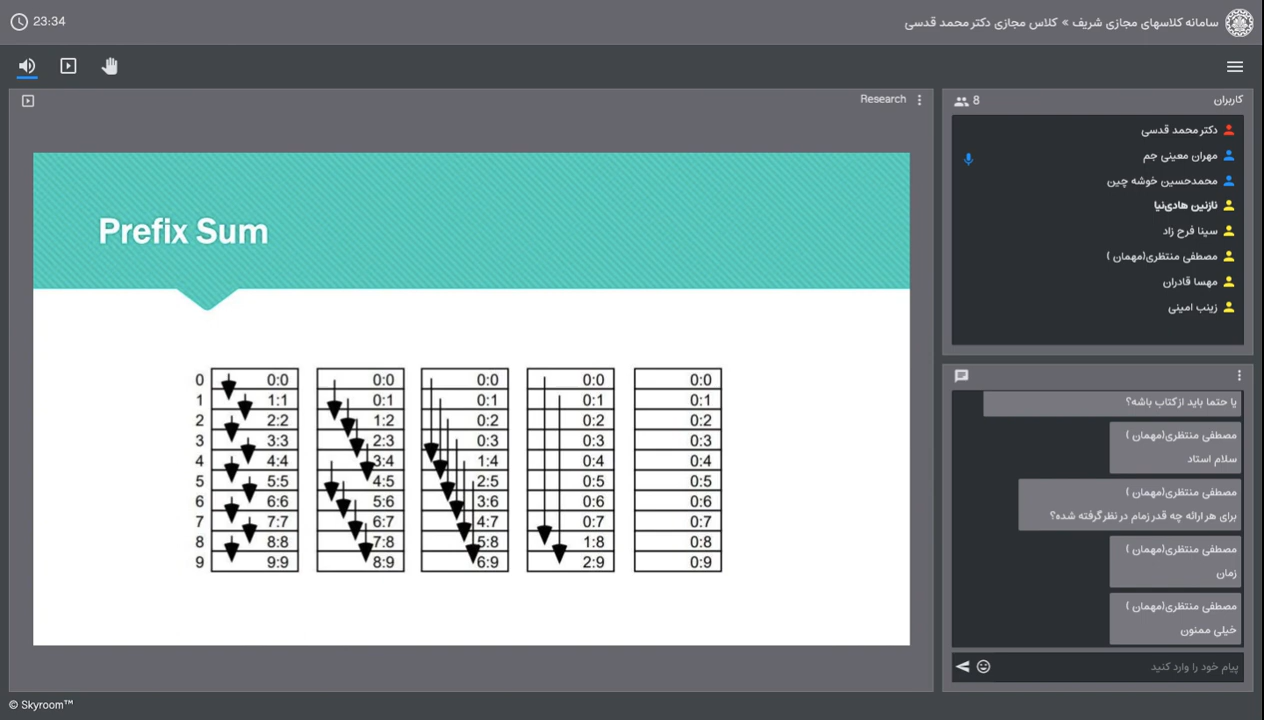 23:34
سامانه کلاسهای مجازی شریف » کلاس مجازی دکتر محمد قدسی
Research
Prefix Sum
0 0:0 0:0 0:0 0:0 0:0
1 1:1 0:1 0:1 0:1 0:1
2 2:2 1:2 0:2 0:2 0:2
3 3:3 2:3 0:3 0:3 0:3
4 4:4 3:4 1:4 0:4 0:4
5 5:5 4:5 2:5 0:5 0:5
6 6:6 5:6 3:6 0:6 0:6
7 7:7 6:7 4:7 0:7 0:7
8 8:8 7:8 5:8 1:8 0:8
9 9:9 8:9 6:9 2:9 0:9
کاربران
8
دکتر محمد قدسی
مهران معینی جم
محمدحسین خوشه چین
نازنین هادی‌نیا
سینا فرح زاد
مصطفی منتظری(مهمان )
مهسا قادران
زینب امینی
یا حتما باید از کتاب باشه؟
مصطفی منتظری(مهمان )
سلام استاد
مصطفی منتظری(مهمان )
برای هر ارائه چه قدر زمام در نظر گرفته شده؟
مصطفی منتظری(مهمان )
زمان
مصطفی منتظری(مهمان )
خیلی ممنون
پیام خود را وارد کنید
© Skyroom™